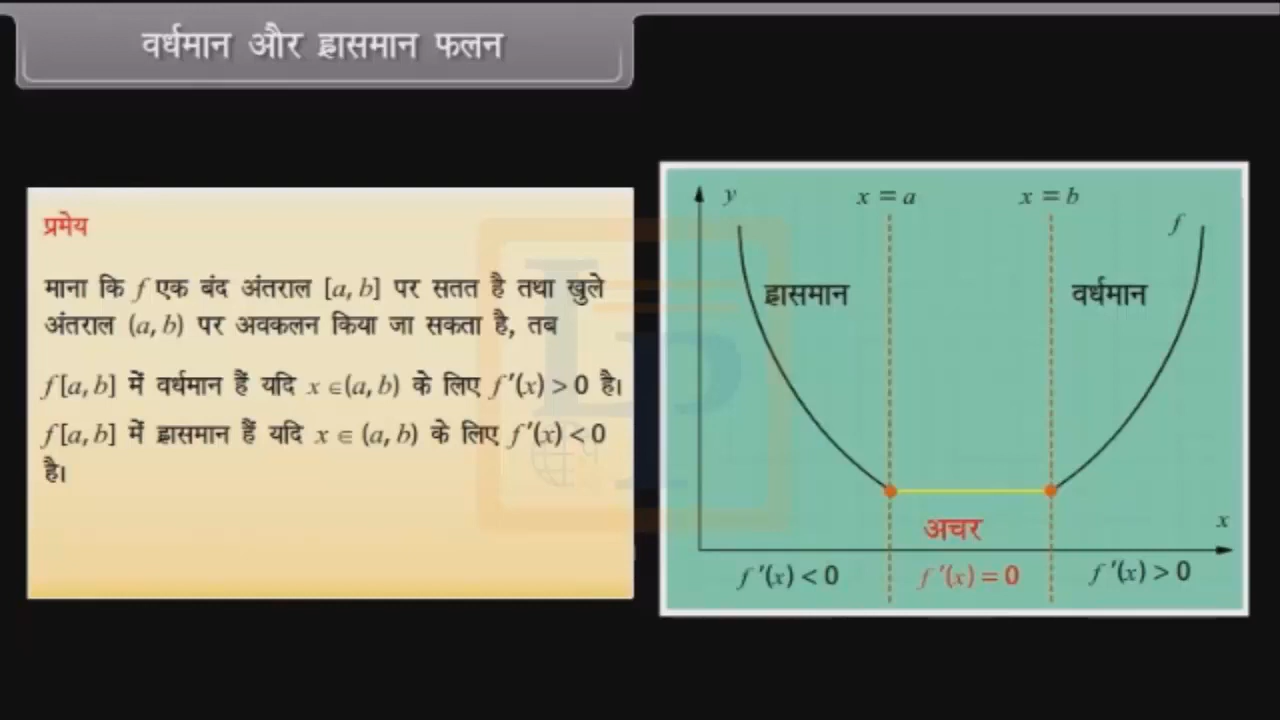 वर्धमान और ह्रासमान फलन
प्रमेय
माना कि f एक बंद अंतराल [a, b] पर सतत है तथा खुले
अंतराल (a, b) पर अवकलन किया जा सकता है, तब
f [a, b] में वर्धमान हैं यदि x ∈(a, b) के लिए f ′(x) > 0 है।
f [a, b] में ह्रासमान हैं यदि x ∈ (a, b) के लिए f ′(x) < 0
है।
y
x = a
x = b
f
ह्रासमान
वर्धमान
अचर
x
f ′(x) < 0
f ′(x) = 0
f ′(x) > 0